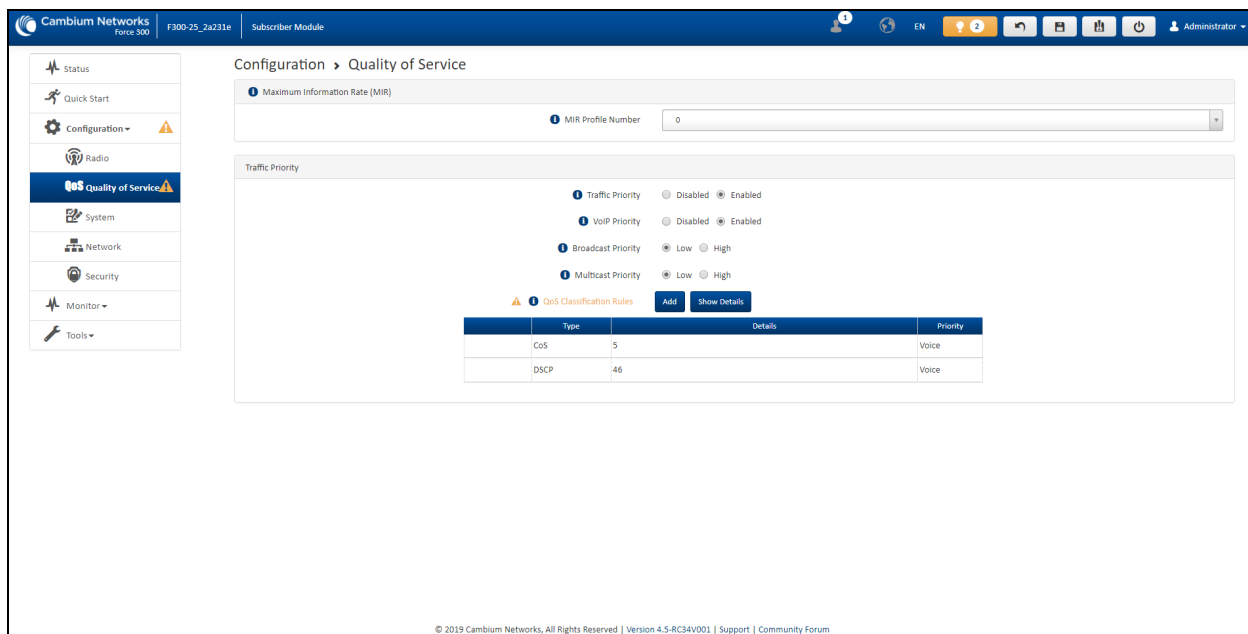 Cambium Networks
Force 300
F300-25_2a231e
Subscriber Module
1
EN
2
Administrator
Status
Quick Start
Configuration
Radio
QoS Quality of Service
System
Network
Security
Monitor
Tools
Configuration > Quality of Service
Maximum Information Rate (MIR)
MIR Profile Number 0
Traffic Priority
Traffic Priority Disabled Enabled
VoIP Priority Disabled Enabled
Broadcast Priority Low High
Multicast Priority Low High
QoS Classification Rules Add Show Details
Type Details Priority
CoS 5 Voice
DSCP 46 Voice
© 2019 Cambium Networks, All Rights Reserved | Version 4.5-RC34V001 | Support | Community Forum